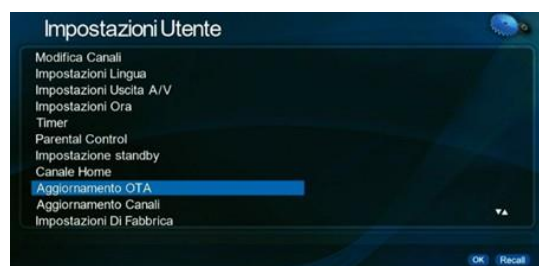 Impostazioni Utente
Modifica Canali
Impostazioni Lingua
Impostazioni Uscita A/V
Impostazioni Ora
Timer
Parental Control
Impostazione standby
Canale Home
Aggiornamento OTA
Aggiornamento Canali
Impostazioni Di Fabbrica
OK Recall